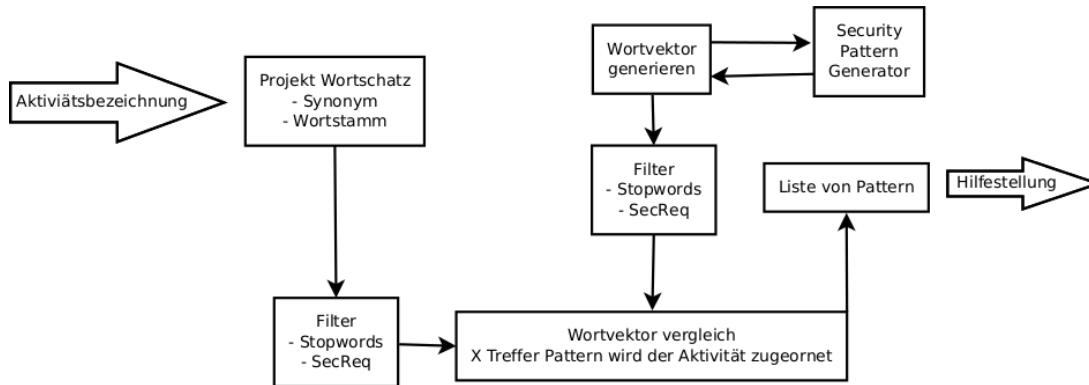 Aktiviätsbezeichnung
Projekt Wortschatz
- Synonym
- Wortstamm
Filter
- Stopwords
- SecReq
Wortvektor
generieren
Security
Pattern
Generator
Filter
- Stopwords
- SecReq
Wortvektor vergleich
X Treffer Pattern wird der Aktivität zugeornet
Liste von Pattern
Hilfestellung